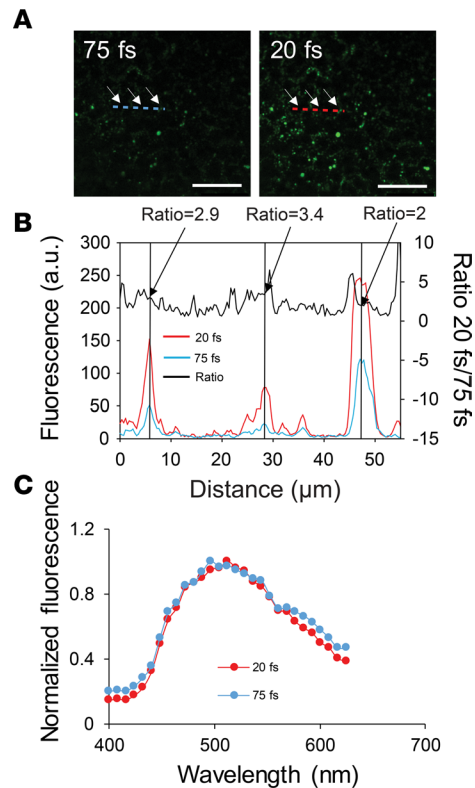 A
75 fs
20 fs
B
Ratio=2.9
Ratio=3.4
Ratio=2
Fluorescence (a.u.)
300
250
200
150
100
50
0
10
5
0
-5
-10
-15
Ratio 20 fs/75 fs
20 fs
75 fs
Ratio
0 10 20 30 40 50
Distance (µm)
C
Normalized fluorescence
1.2
0.8
0.4
0
20 fs
75 fs
400 500 600 700
Wavelength (nm)